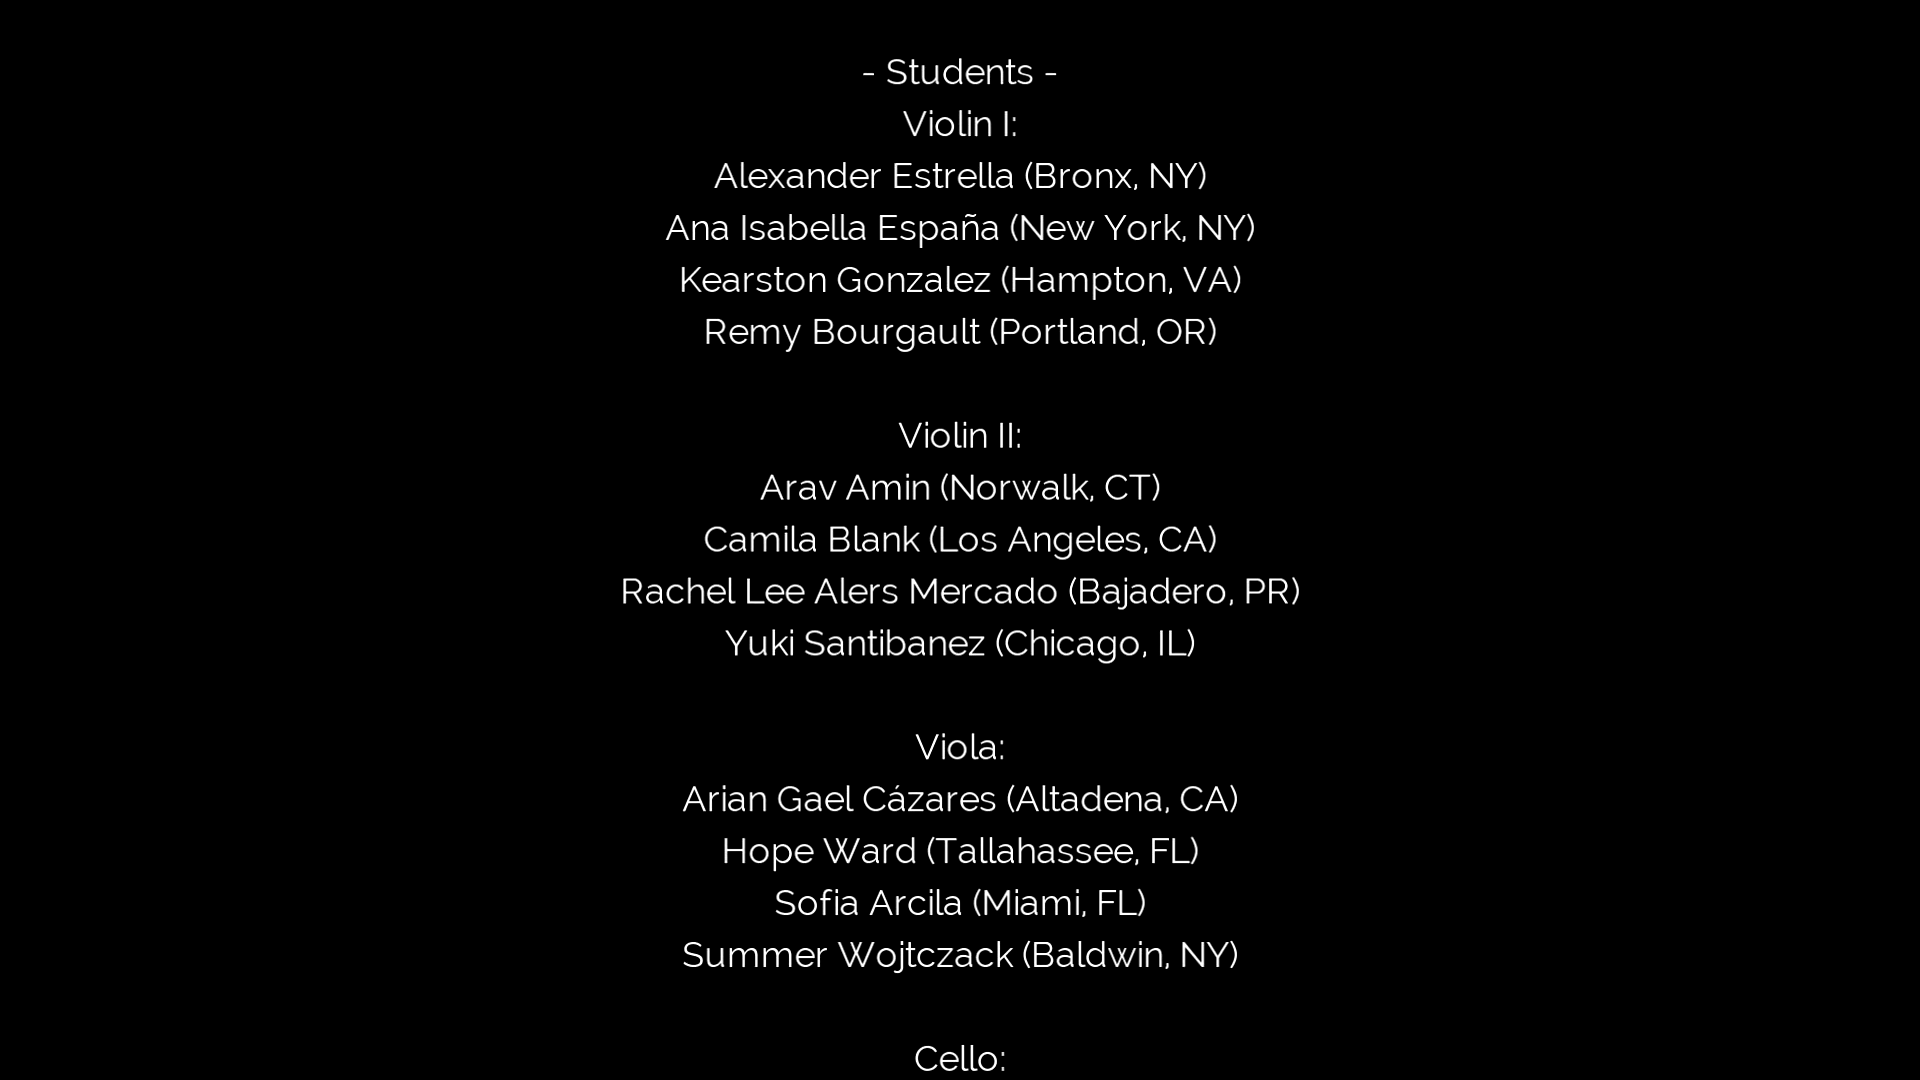 - Students -
Violin I:
Alexander Estrella (Bronx, NY)
Ana Isabella España (New York, NY)
Kearston Gonzalez (Hampton, VA)
Remy Bourgault (Portland, OR)
Violin II:
Arav Amin (Norwalk, CT)
Camila Blank (Los Angeles, CA)
Rachel Lee Alers Mercado (Bajadero, PR)
Yuki Santibanez (Chicago, IL)
Viola:
Arian Gael Cázares (Altadena, CA)
Hope Ward (Tallahassee, FL)
Sofia Arcila (Miami, FL)
Summer Wojtczack (Baldwin, NY)
Cello: